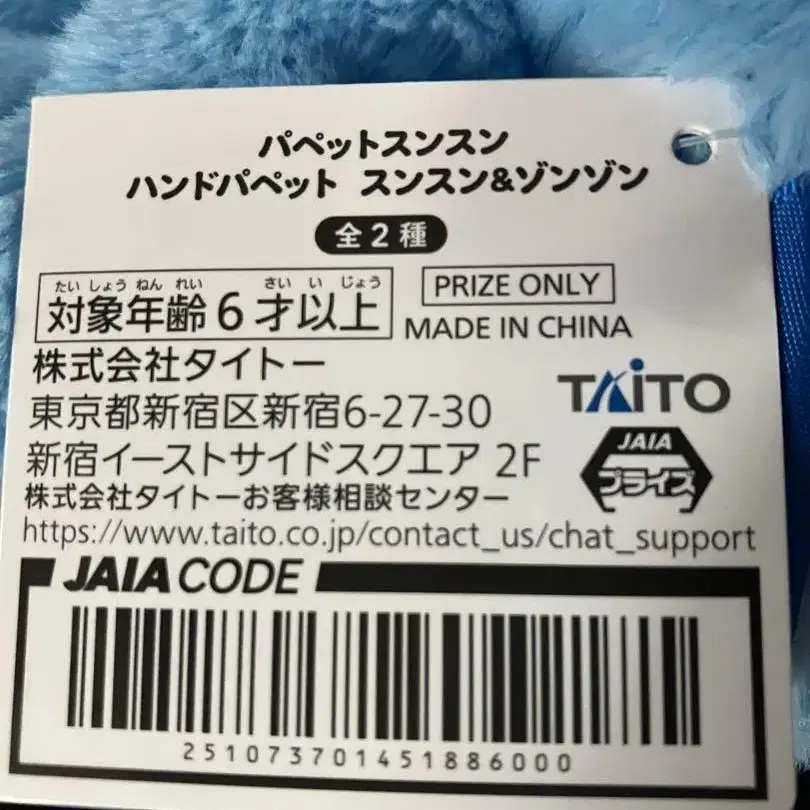 パペットスンスン
ハンドパペット スンスン&ゾンゾン
全2種
たいしょうねんれい さいいじょう
対象年齢6才以上
PRIZE ONLY
MADE IN CHINA
株式会社タイトー
東京都新宿区新宿6-27-30
新宿イーストサイドスクエア 2F
TAITO
JAIA
プライズ
株式会社タイトーお客様相談センター
https://www.taito.co.jp/contact_us/chat_support
JAIA CODE
251073701451886000